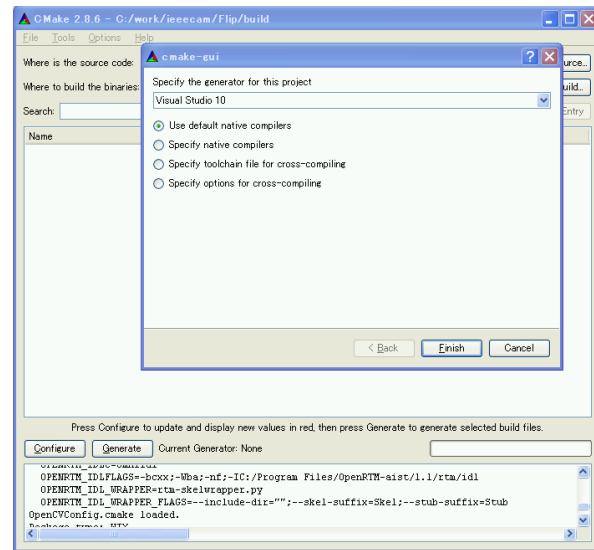 CMake 2.8.6 - C:/work/ieeecam/Flip/build
File Tools Options Help
Where is the source code:
urce...
Where to build the binaries:
uild...
Search:
Entry
Name
cmake-gui
Specify the generator for this project
Visual Studio 10
Use default native compilers
Specify native compilers
Specify toolchain file for cross-compiling
Specify options for cross-compiling
< Back Finish Cancel
Press Configure to update and display new values in red, then press Generate to generate selected build files.
Configure Generate Current Generator: None
OPENRTM_IDLC=omniidl
OPENRTM_IDLFLAGS=-bcxx;-Wba;-nf;-IC:/Program Files/OpenRTM-aist/1.1/rtm/idl
OPENRTM_IDL_WRAPPER=rtm-skelwrapper.py
OPENRTM_IDL_WRAPPER_FLAGS=--include-dir="";--skel-suffix=Skel;--stub-suffix=Stub
OpenCVConfig.cmake loaded.
Package type: WIX